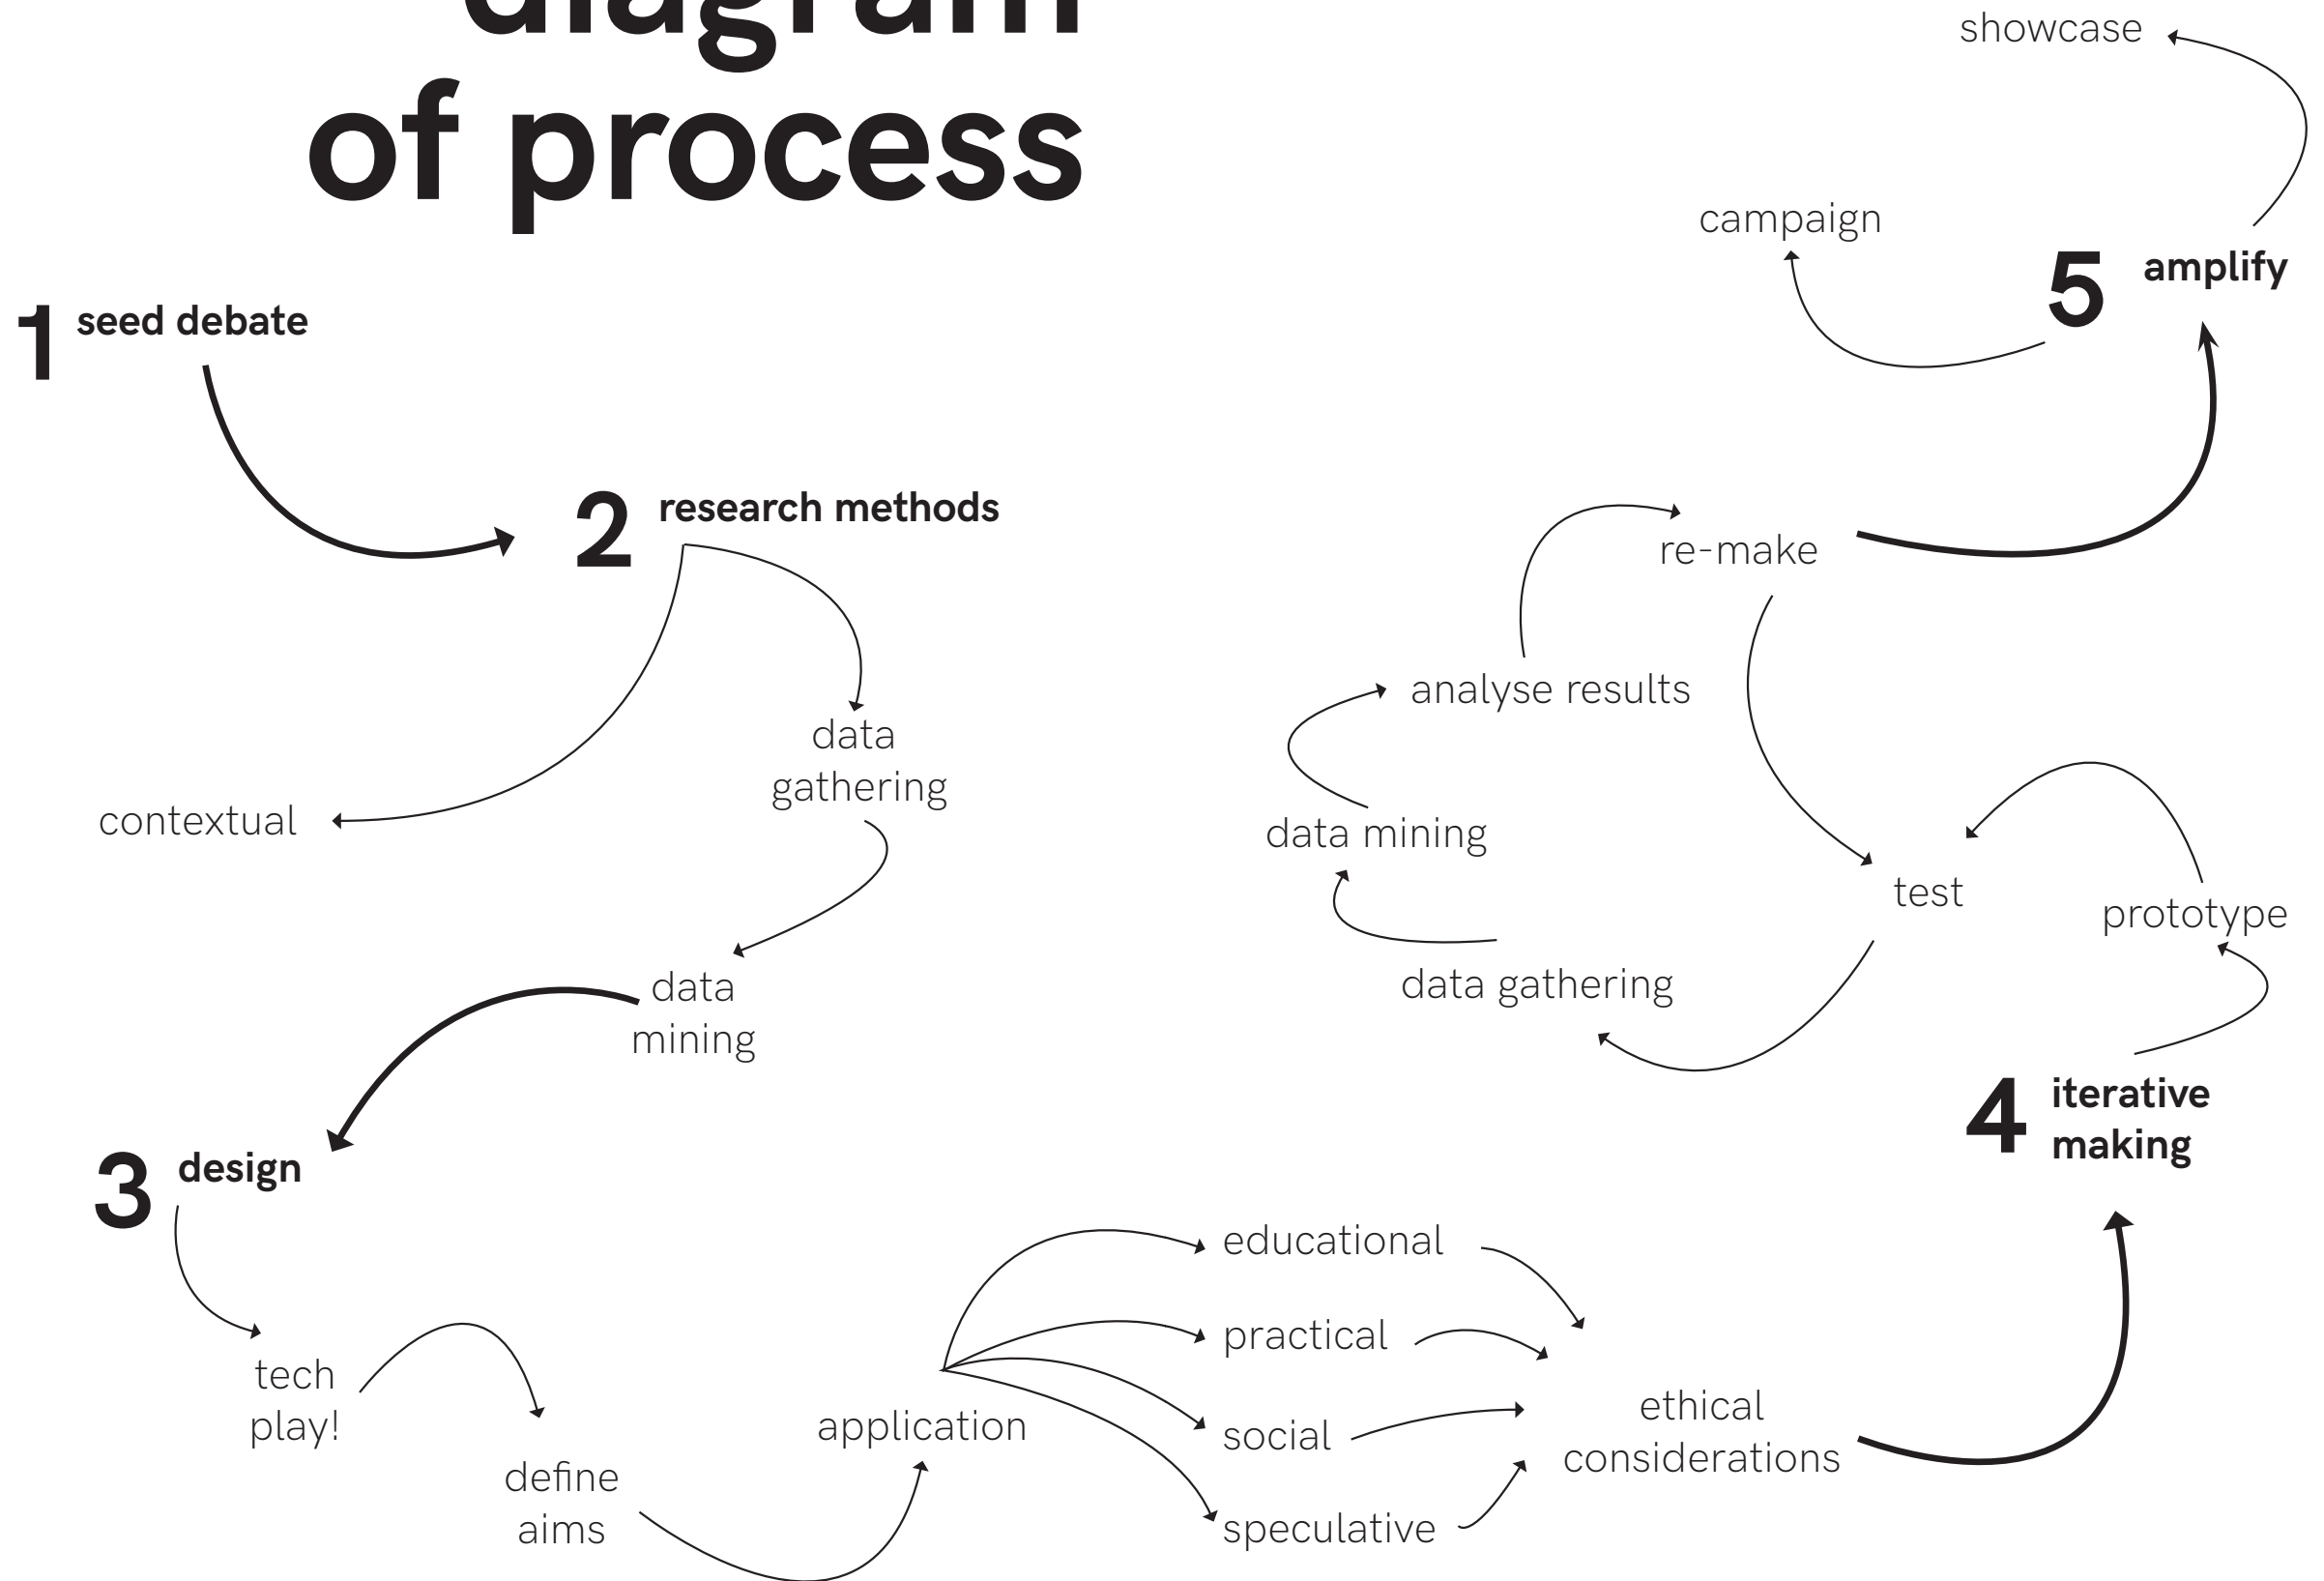 diagram
of process
1 seed debate
2 research methods
contextual
data
gathering
data
mining
3 design
tech
play!
define
aims
application
educational
practical
social
speculative
ethical
considerations
4 iterative
making
prototype
test
data gathering
data mining
analyse results
re-make
5 amplify
campaign
showcase